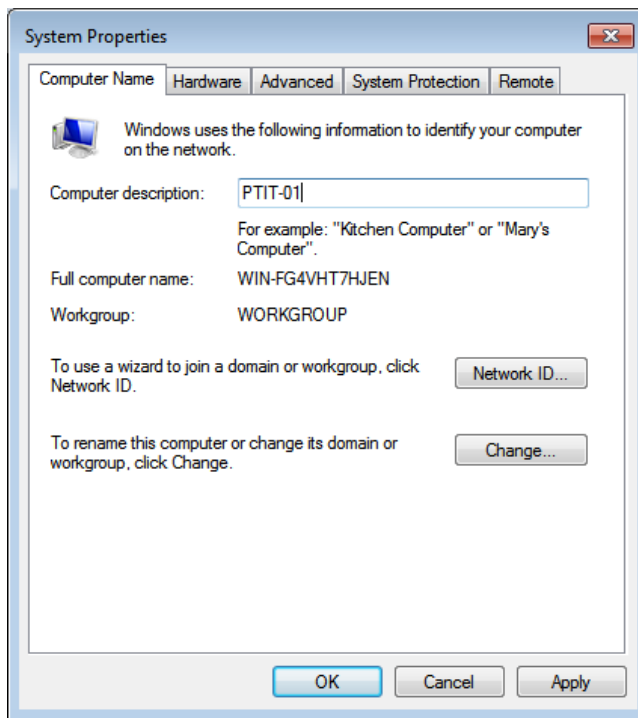 System Properties
Computer Name Hardware Advanced System Protection Remote
Windows uses the following information to identify your computer
on the network.
Computer description: PTIT-01
For example: "Kitchen Computer" or "Mary's
Computer".
Full computer name: WIN-FG4VHT7HJEN
Workgroup: WORKGROUP
To use a wizard to join a domain or workgroup, click
Network ID.
Network ID...
To rename this computer or change its domain or
workgroup, click Change.
Change...
OK Cancel Apply